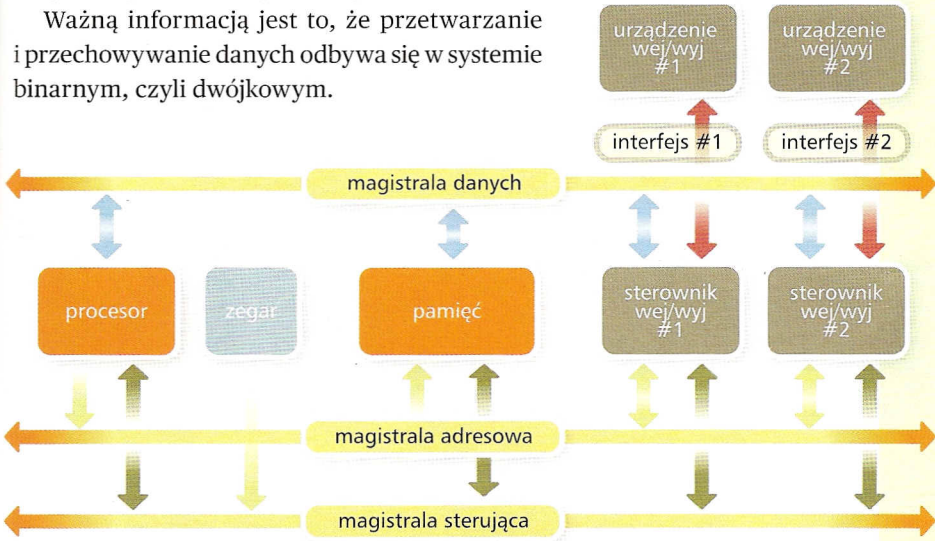 Ważną informacją jest to, że przetwarzanie
i przechowywanie danych odbywa się w systemie
binarnym, czyli dwójkowym.
urządzenie
wej/wyj
#1
urządzenie
wej/wyj
#2
interfejs #1
interfejs #2
magistrala danych
procesor
zegar
pamięć
sterownik
wej/wyj
#1
sterownik
wej/wyj
#2
magistrala adresowa
magistrala sterująca